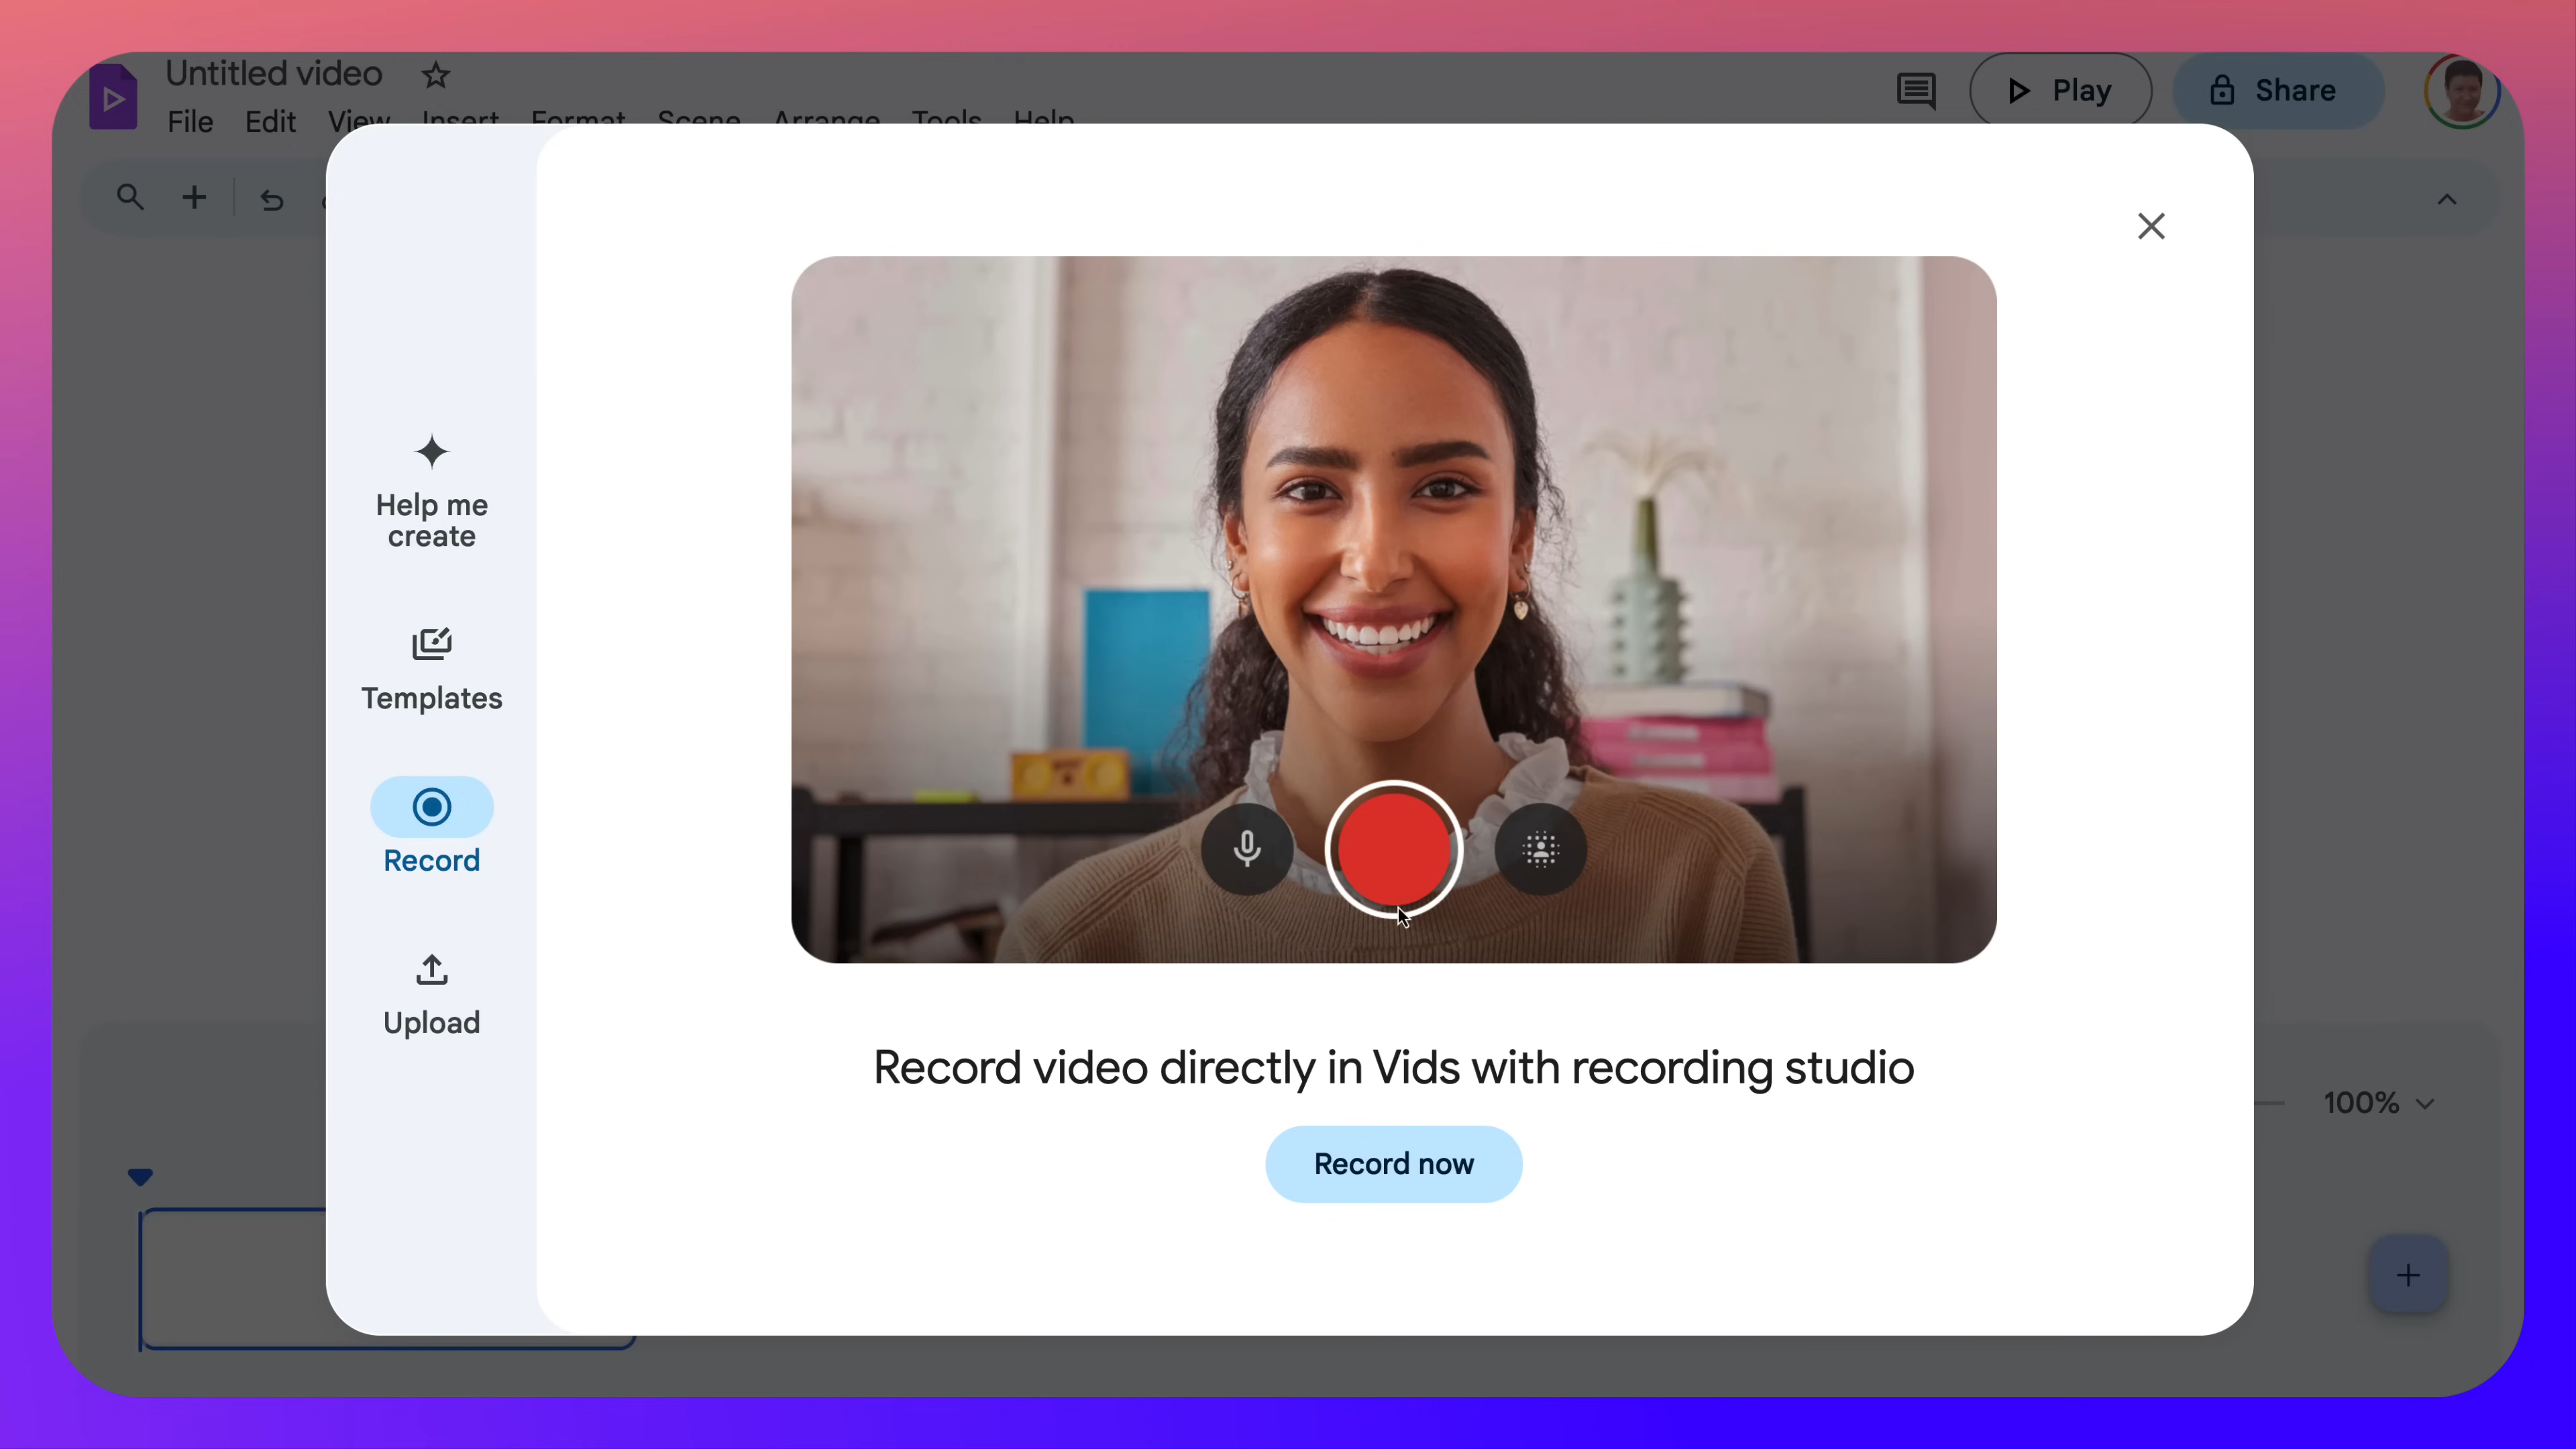 Untitled video
File Edit View Insert Format Scene Arrange Tools Help
Play
Share
Help me
create
Templates
Record
Upload
Record video directly in Vids with recording studio
Record now
100%